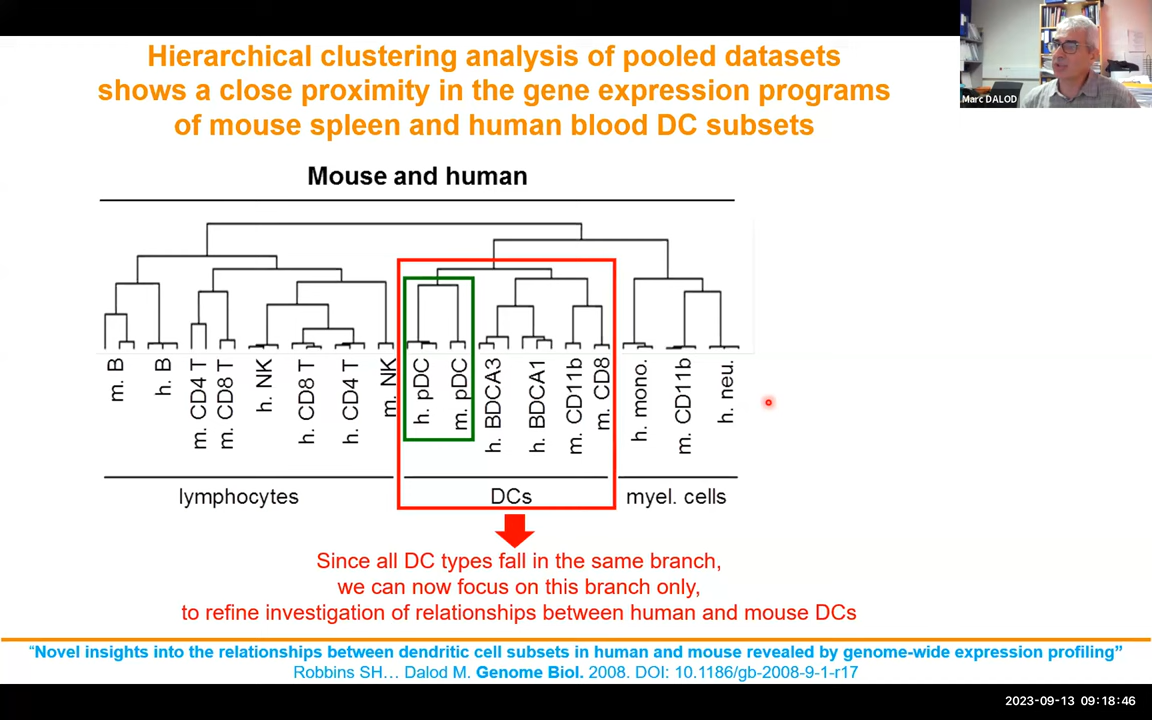 Hierarchical clustering analysis of pooled datasets
shows a close proximity in the gene expression programs
of mouse spleen and human blood DC subsets
Marc DALOD
Mouse and human
m. B
h. B
m. CD4 T
m. CD8 T
h. NK
h. CD8 T
h. CD4 T
m. NK
h. pDC
m. pDC
h. BDCA3
h. BDCA1
m. CD11b
m. CD8
h. mono.
m. CD11b
h. neu.
lymphocytes
DCs
myel. cells
Since all DC types fall in the same branch,
we can now focus on this branch only,
to refine investigation of relationships between human and mouse DCs
“Novel insights into the relationships between dendritic cell subsets in human and mouse revealed by genome-wide expression profiling”
Robbins SH… Dalod M. Genome Biol. 2008. DOI: 10.1186/gb-2008-9-1-r17
2023-09-13 09:18:46